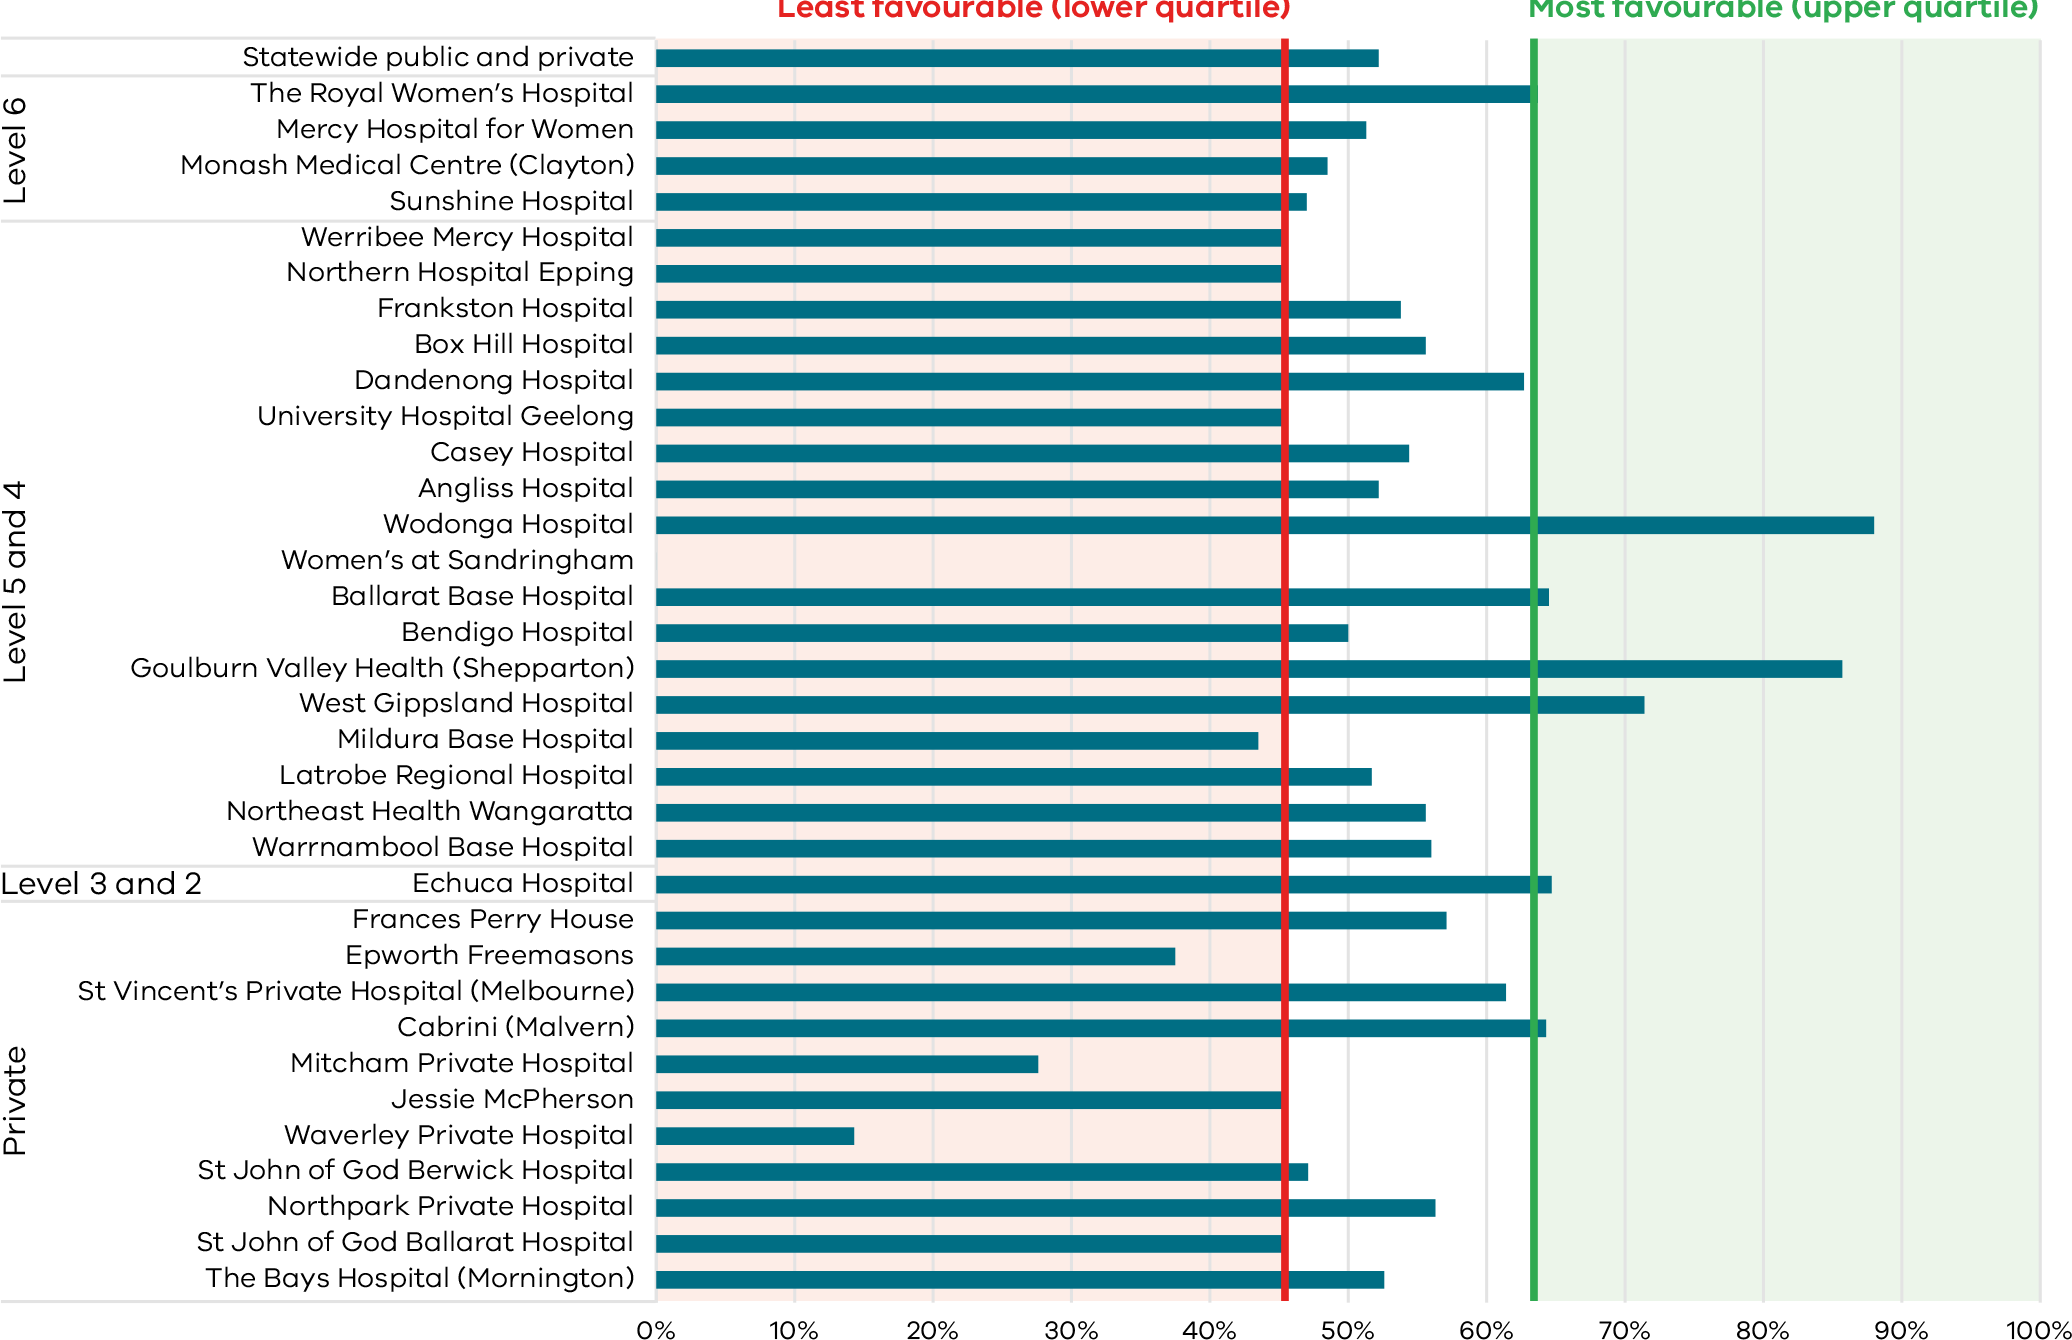 Least favourable (lower quartile) Most favourable (upper quartile)
Statewide public and private
Level 6
The Royal Women’s Hospital
Mercy Hospital for Women
Monash Medical Centre (Clayton)
Sunshine Hospital
Level 5 and 4
Werribee Mercy Hospital
Northern Hospital Epping
Frankston Hospital
Box Hill Hospital
Dandenong Hospital
University Hospital Geelong
Casey Hospital
Angliss Hospital
Wodonga Hospital
Women’s at Sandringham
Ballarat Base Hospital
Bendigo Hospital
Goulburn Valley Health (Shepparton)
West Gippsland Hospital
Mildura Base Hospital
Latrobe Regional Hospital
Northeast Health Wangaratta
Warrnambool Base Hospital
Level 3 and 2 Echuca Hospital
Private
Frances Perry House
Epworth Freemasons
St Vincent’s Private Hospital (Melbourne)
Cabrini (Malvern)
Mitcham Private Hospital
Jessie McPherson
Waverley Private Hospital
St John of God Berwick Hospital
Northpark Private Hospital
St John of God Ballarat Hospital
The Bays Hospital (Mornington)
0% 10% 20% 30% 40% 50% 60% 70% 80% 90% 100%